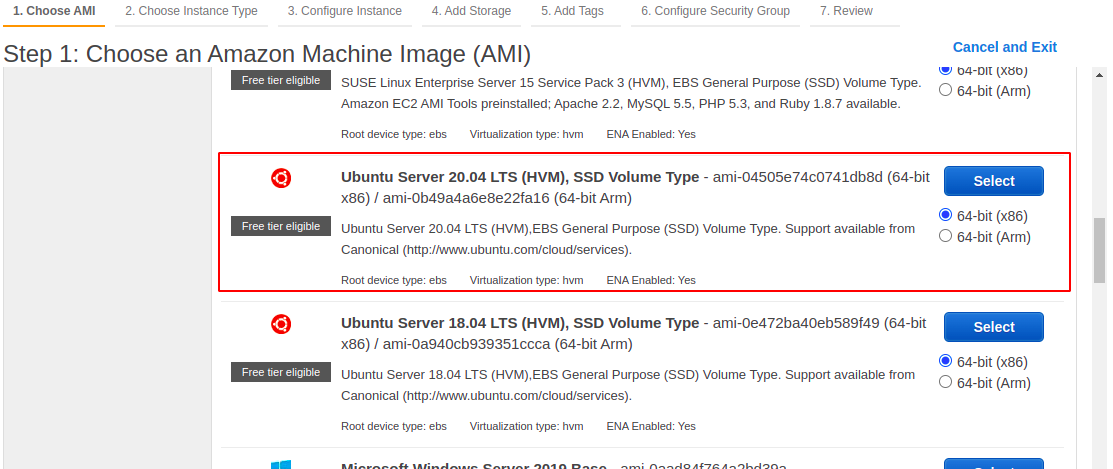 1. Choose AMI 2. Choose Instance Type 3. Configure Instance 4. Add Storage 5. Add Tags 6. Configure Security Group 7. Review
Step 1: Choose an Amazon Machine Image (AMI)
Cancel and Exit
Free tier eligible
SUSE Linux Enterprise Server 15 Service Pack 3 (HVM), EBS General Purpose (SSD) Volume Type.
Amazon EC2 AMI Tools preinstalled; Apache 2.2, MySQL 5.5, PHP 5.3, and Ruby 1.8.7 available.
Root device type: ebs Virtualization type: hvm ENA Enabled: Yes
64-bit (x86)
64-bit (Arm)
Ubuntu Server 20.04 LTS (HVM), SSD Volume Type - ami-04505e74c0741db8d (64-bit
x86) / ami-0b49a4a6e8e22fa16 (64-bit Arm)
Free tier eligible
Ubuntu Server 20.04 LTS (HVM),EBS General Purpose (SSD) Volume Type. Support available from
Canonical (http://www.ubuntu.com/cloud/services).
Root device type: ebs Virtualization type: hvm ENA Enabled: Yes
Select
64-bit (x86)
64-bit (Arm)
Ubuntu Server 18.04 LTS (HVM), SSD Volume Type - ami-0e472ba40eb589f49 (64-bit
x86) / ami-0a940cb939351ccca (64-bit Arm)
Free tier eligible
Ubuntu Server 18.04 LTS (HVM),EBS General Purpose (SSD) Volume Type. Support available from
Canonical (http://www.ubuntu.com/cloud/services).
Root device type: ebs Virtualization type: hvm ENA Enabled: Yes
Select
64-bit (x86)
64-bit (Arm)
Microsoft Windows Server 2019 Base - ami-0aad84f764a2bd39a
Select